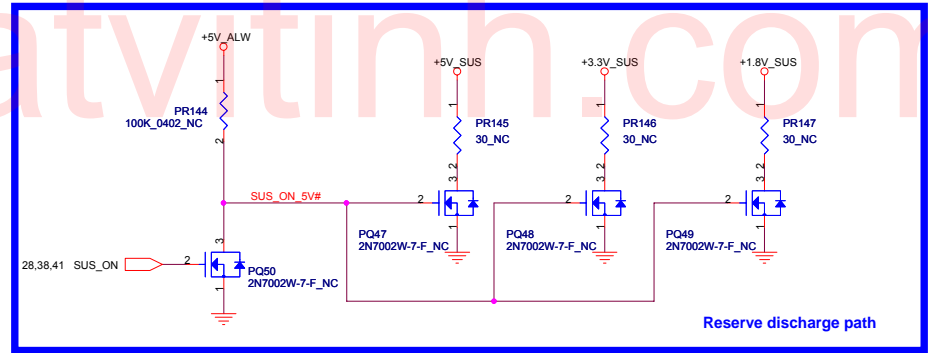 atvitinh.com
+5V_ALW
1
PR144
100K_0402_NC
2
+5V_SUS
1
PR145
30_NC
3 2
+3.3V_SUS
1
PR146
30_NC
3 2
+1.8V_SUS
1
PR147
30_NC
3 2
SUS_ON_5V#
2
PQ47
2N7002W-7-F_NC
1
2
PQ48
2N7002W-7-F_NC
1
2
PQ49
2N7002W-7-F_NC
1
28,38,41 SUS_ON
2
3
PQ50
2N7002W-7-F_NC
1
Reserve discharge path